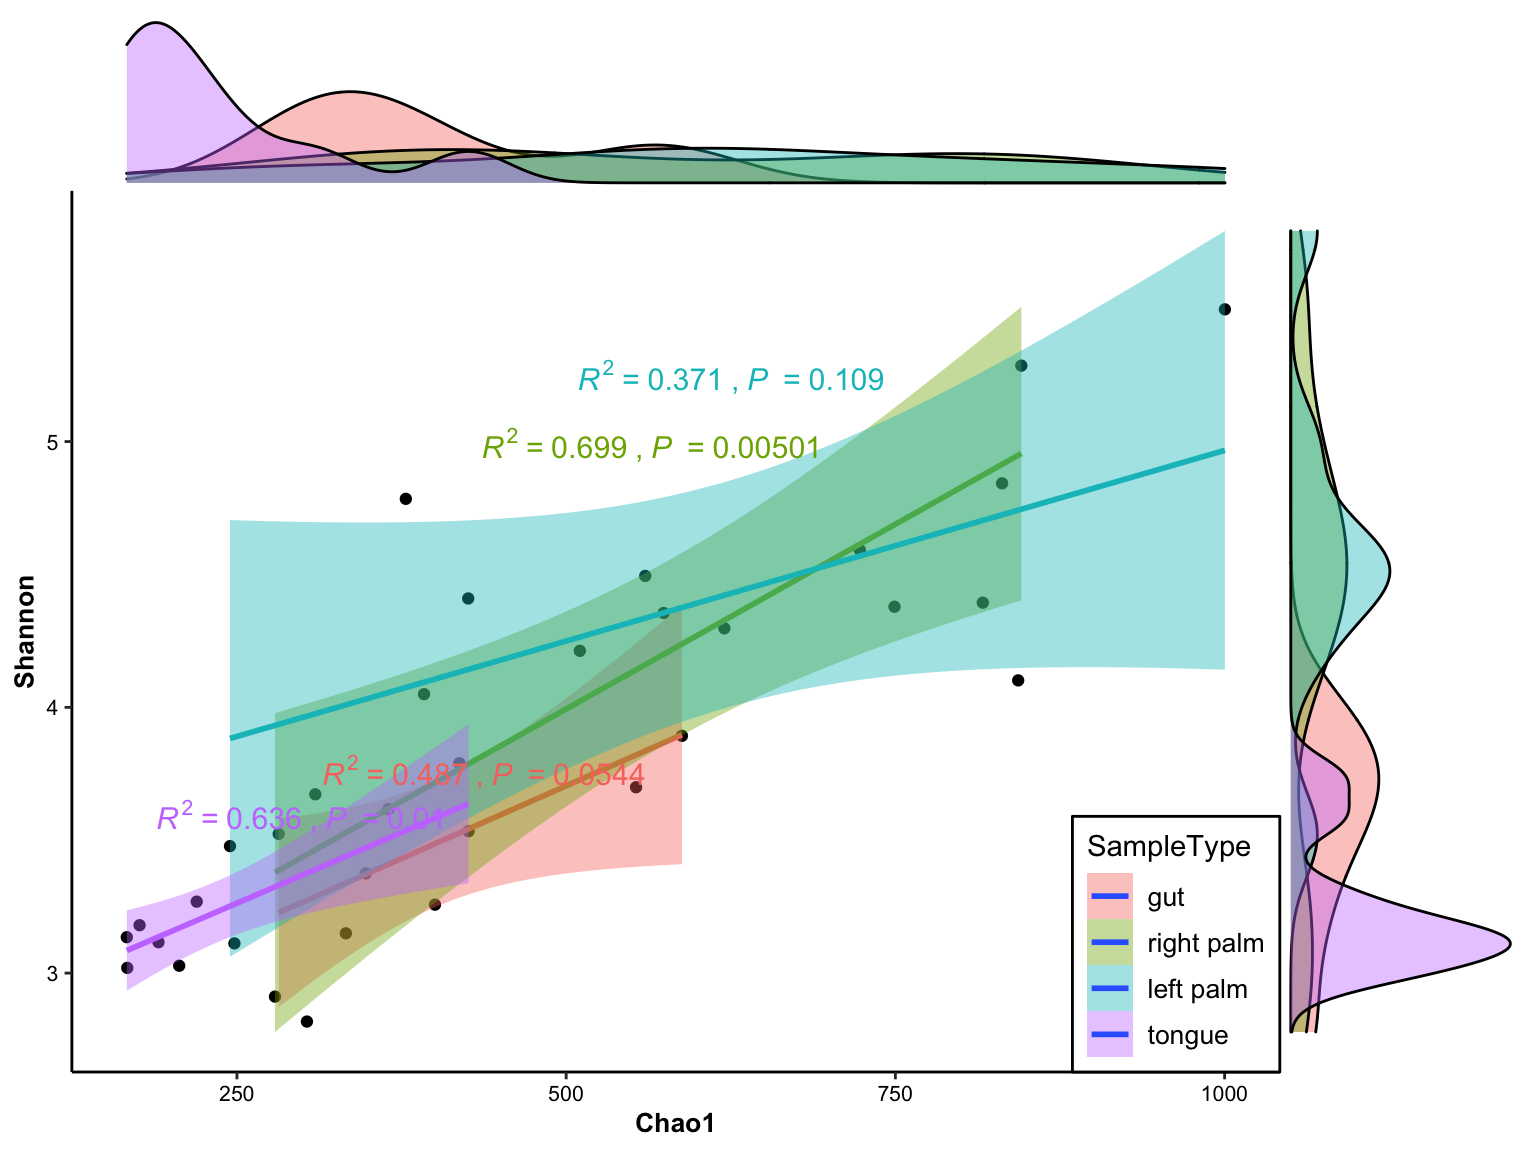 R2 = 0.371 , P = 0.109
R2 = 0.699 , P = 0.00501
R2 = 0.487 , P = 0.0544
R2 = 0.636 , P = 0.01
5
4
3
Shannon
250 500 750 1000
Chao1
SampleType
gut
right palm
left palm
tongue